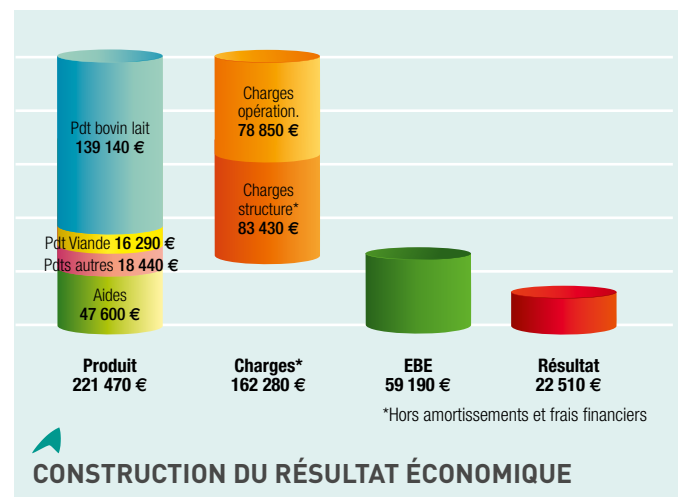 Pdt bovin lait
139 140 €
Pdt Viande 16 290 €
Pdts autres 18 440 €
Aides
47 600 €
Charges
opération.
78 850 €
Charges
structure*
83 430 €
Produit
221 470 €
Charges*
162 280 €
EBE
59 190 €
Résultat
22 510 €
*Hors amortissements et frais financiers
CONSTRUCTION DU RÉSULTAT ÉCONOMIQUE